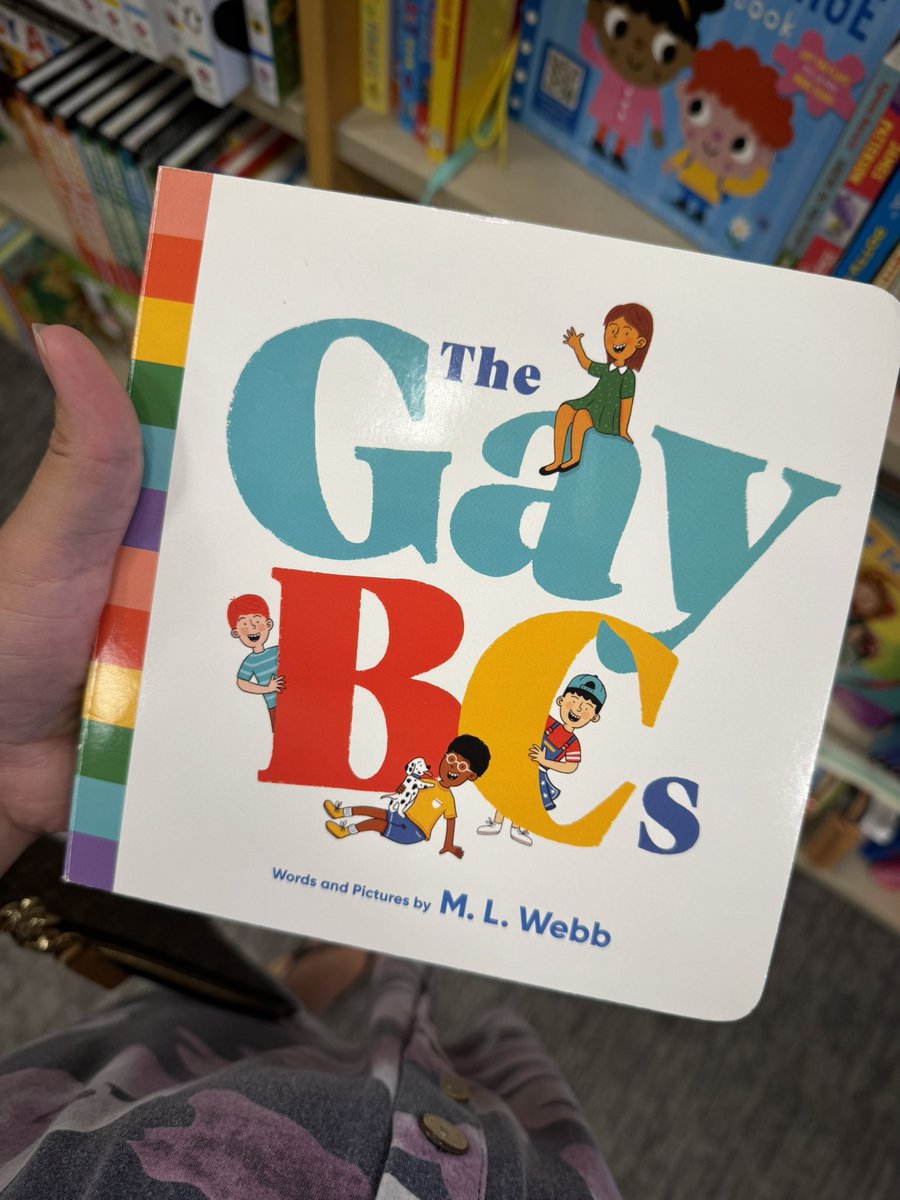 The
Gay
BCs
Words and Pictures by M. L. Webb